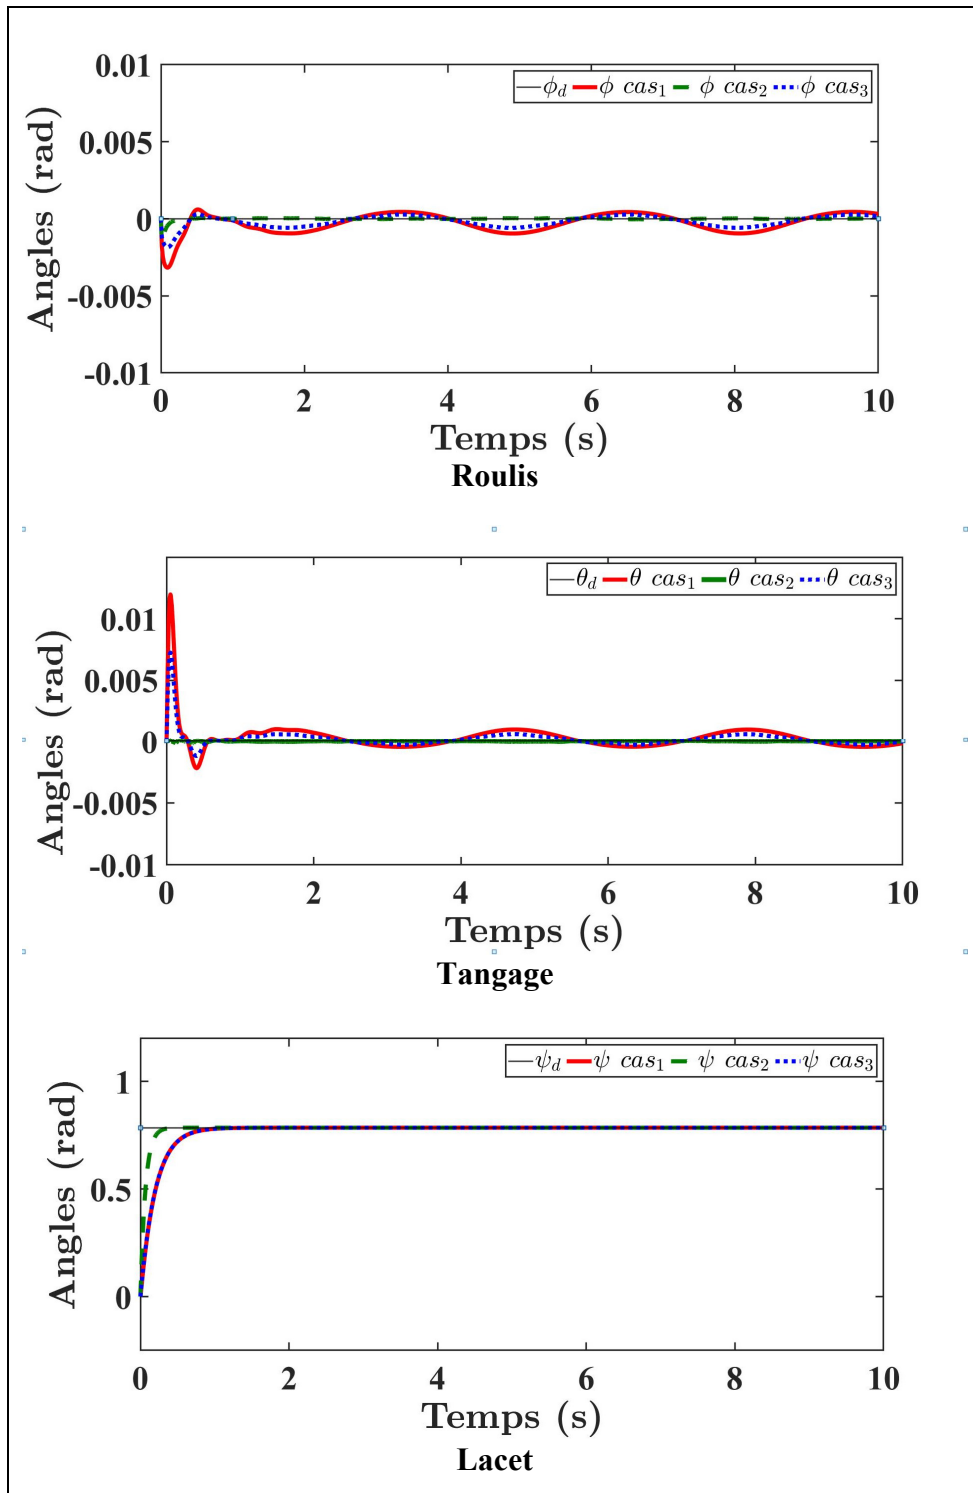 0.01
0.005
0
-0.005
-0.01
Angles (rad)
ϕd ϕ cas1 ϕ cas2 ϕ cas3
0 2 4 6 8 10
Temps (s)
Roulis
0.01
0.005
0
-0.005
-0.01
Angles (rad)
θd θ cas1 θ cas2 θ cas3
0 2 4 6 8 10
Temps (s)
Tangage
1
0.5
0
Angles (rad)
ψd ψ cas1 ψ cas2 ψ cas3
0 2 4 6 8 10
Temps (s)
Lacet